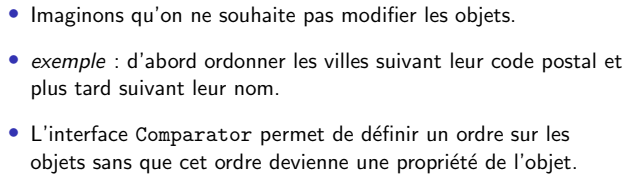 • Imaginons qu'on ne souhaite pas modifier les objets.
• exemple : d'abord ordonner les villes suivant leur code postal et
plus tard suivant leur nom.
• L'interface Comparator permet de définir un ordre sur les
objets sans que cet ordre devienne une propriété de l'objet.